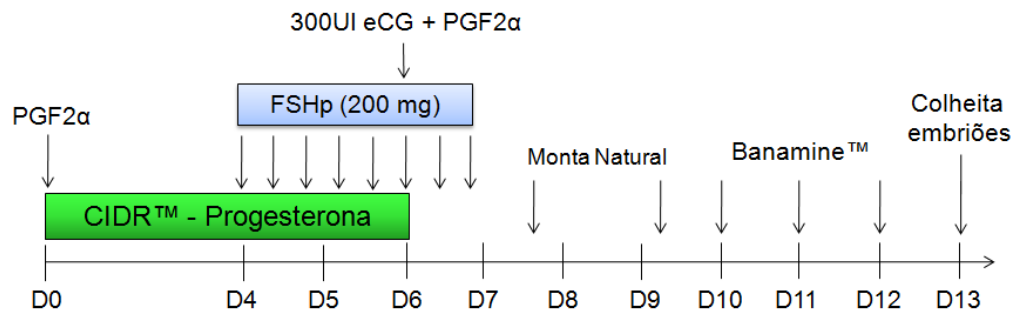 300UI eCG + PGF2α
FSHp (200 mg)
PGF2α
Colheita
embriões
Monta Natural
Banamine™
CIDR™ - Progesterona
D0
D4
D5
D6
D7
D8
D9
D10
D11
D12
D13